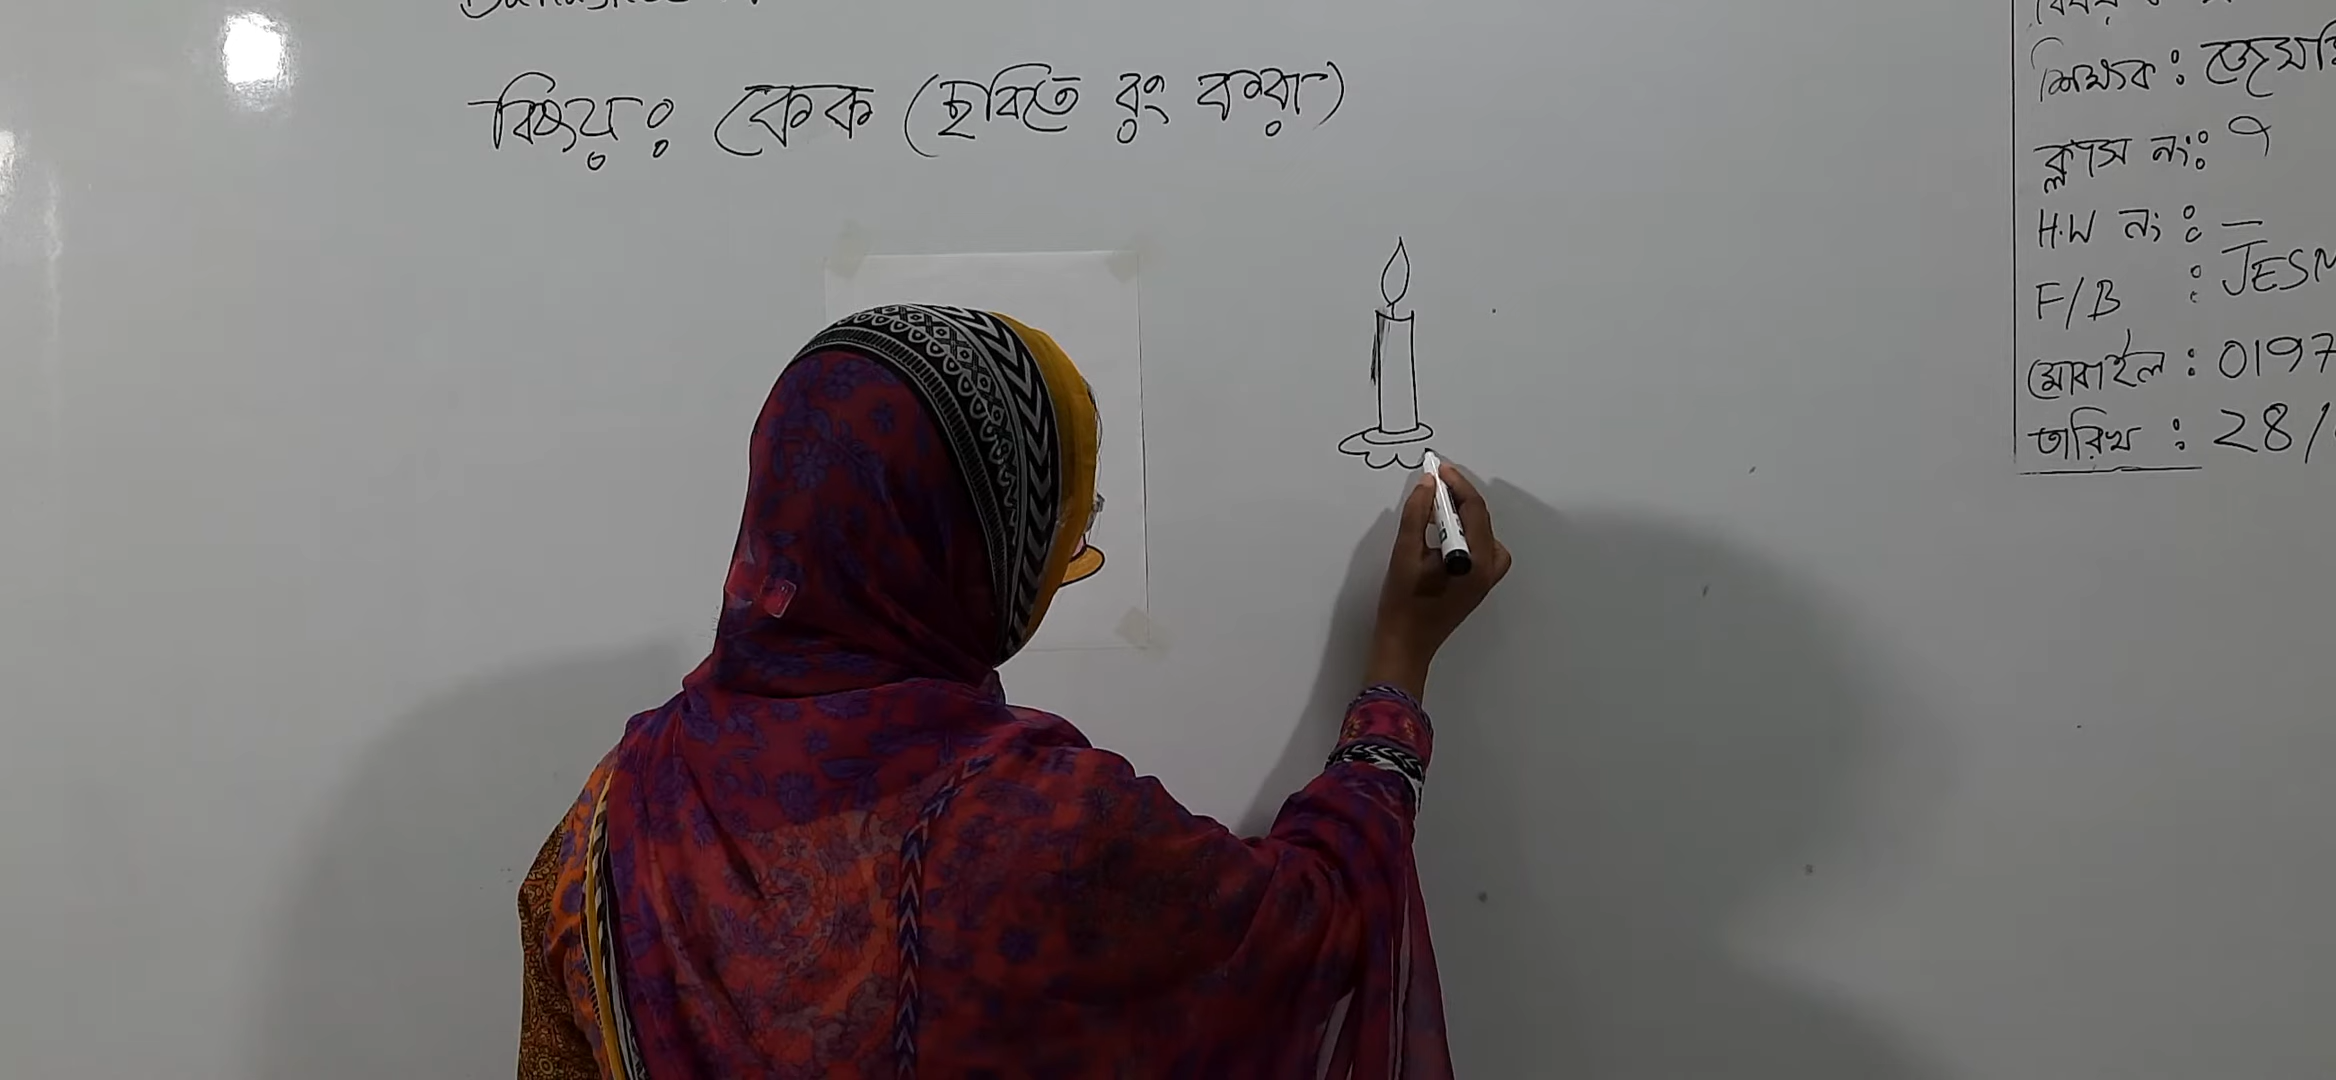 বিষয়ঃ কেক (ছবিতে রং করা)
শিক্ষক :
ক্লাস নংঃ ৭
H.W নংঃ —
F/B : JESM
মোবাইল : 0197
তারিখ : 28/